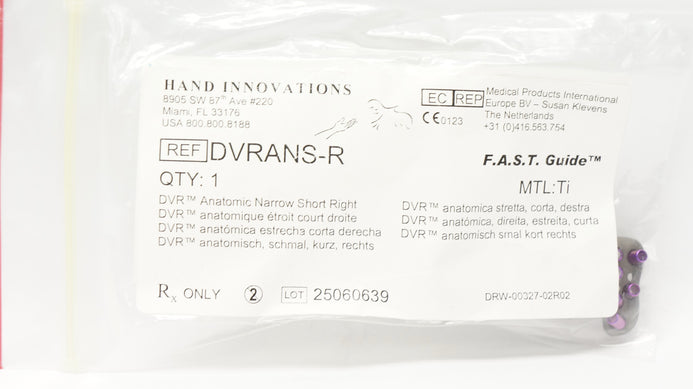 HAND INNOVATIONS
8905 SW 87th Ave #220
Miami, FL 33176
USA 800.800.8188
EC REP
Medical Products International
Europe BV – Susan Klevens
The Netherlands
+31 (0)416.563.754
CE 0123
REF DVRANS-R
F.A.S.T. Guide™
QTY: 1
MTL: Ti
DVR™ Anatomic Narrow Short Right
DVR™ anatomique étroit court droite
DVR™ anatómica estrecha corta derecha
DVR™ anatomisch, schmal, kurz, rechts
DVR™ anatomica stretta, corta, destra
DVR™ anatómica, direita, estreita, curta
DVR™ anatomisch smal kort rechts
Rx ONLY
2
LOT 25060639
DRW-00327-02R02